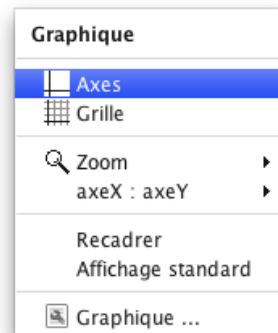 Graphique
Axes
Grille
Zoom
axeX : axeY
Recadrer
Affichage standard
Graphique ...